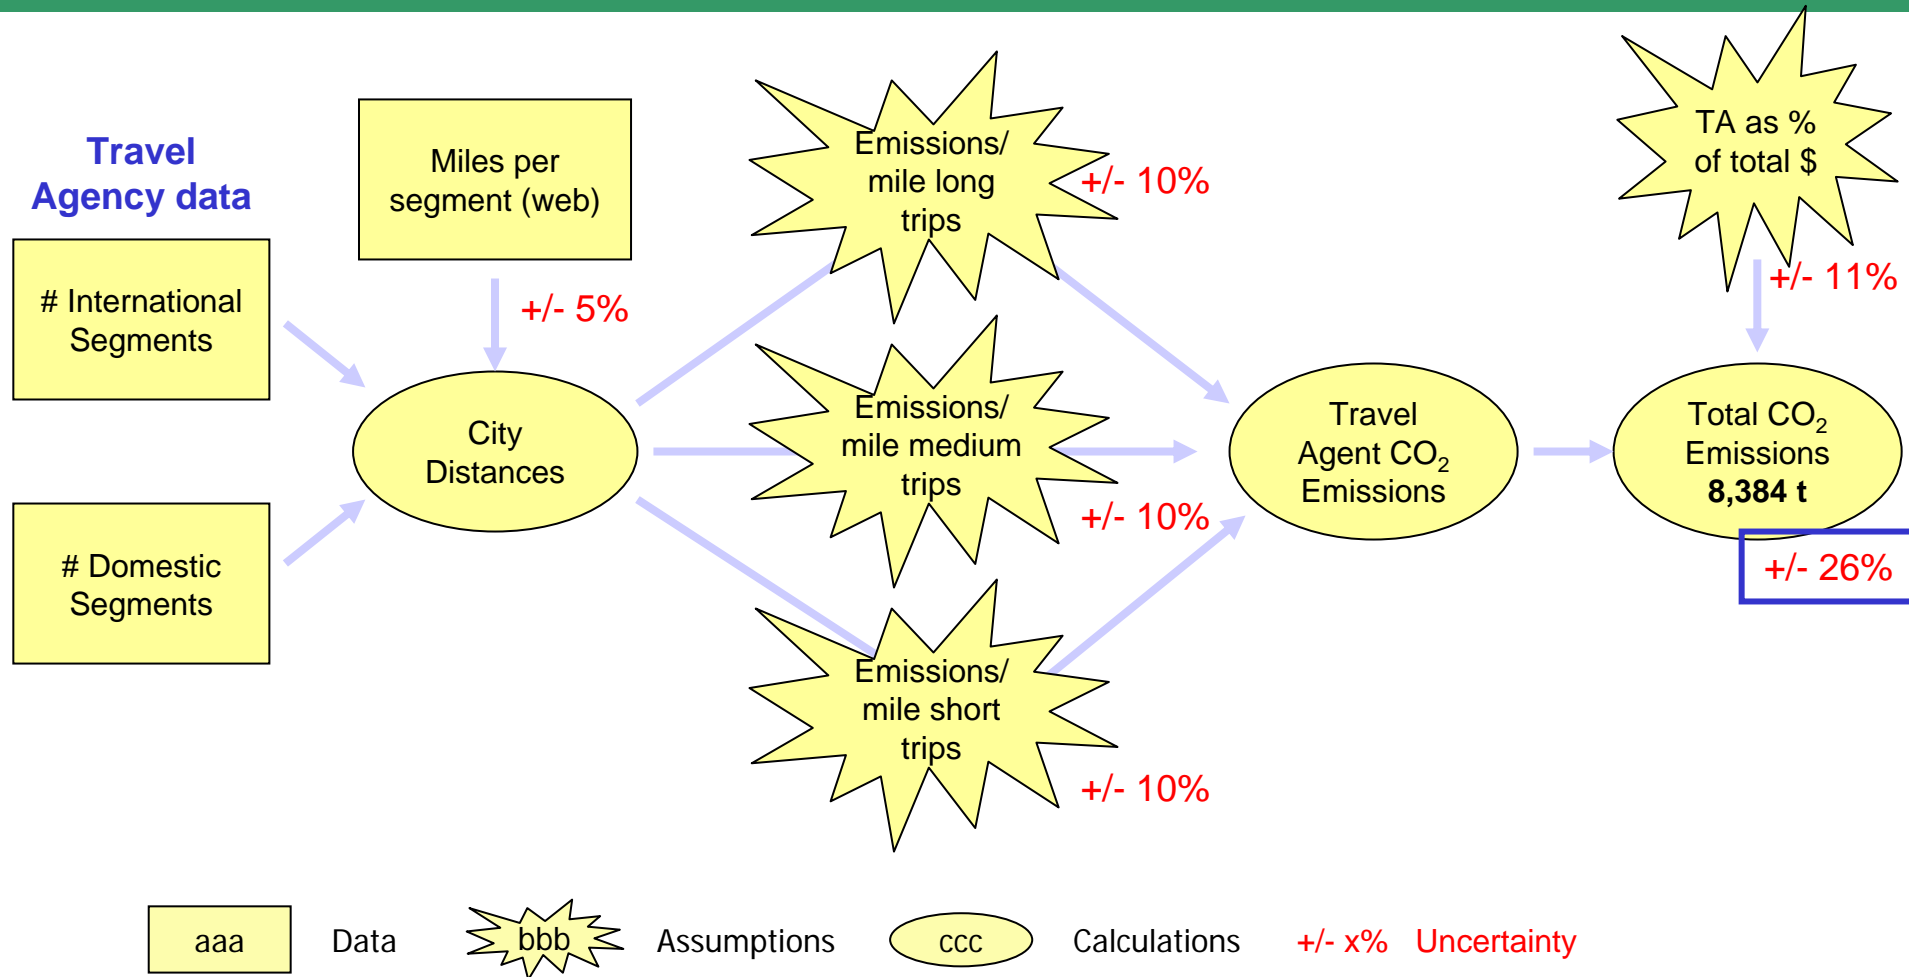 Travel
Agency data
# International
Segments
# Domestic
Segments
Miles per
segment (web)
+/- 5%
City
Distances
Emissions/
mile long
trips
+/- 10%
Emissions/
mile medium
trips
+/- 10%
Emissions/
mile short
trips
+/- 10%
Travel
Agent CO₂
Emissions
TA as %
of total $
+/- 11%
Total CO₂
Emissions
8,384 t
+/- 26%
aaa Data bbb Assumptions ccc Calculations +/- x% Uncertainty